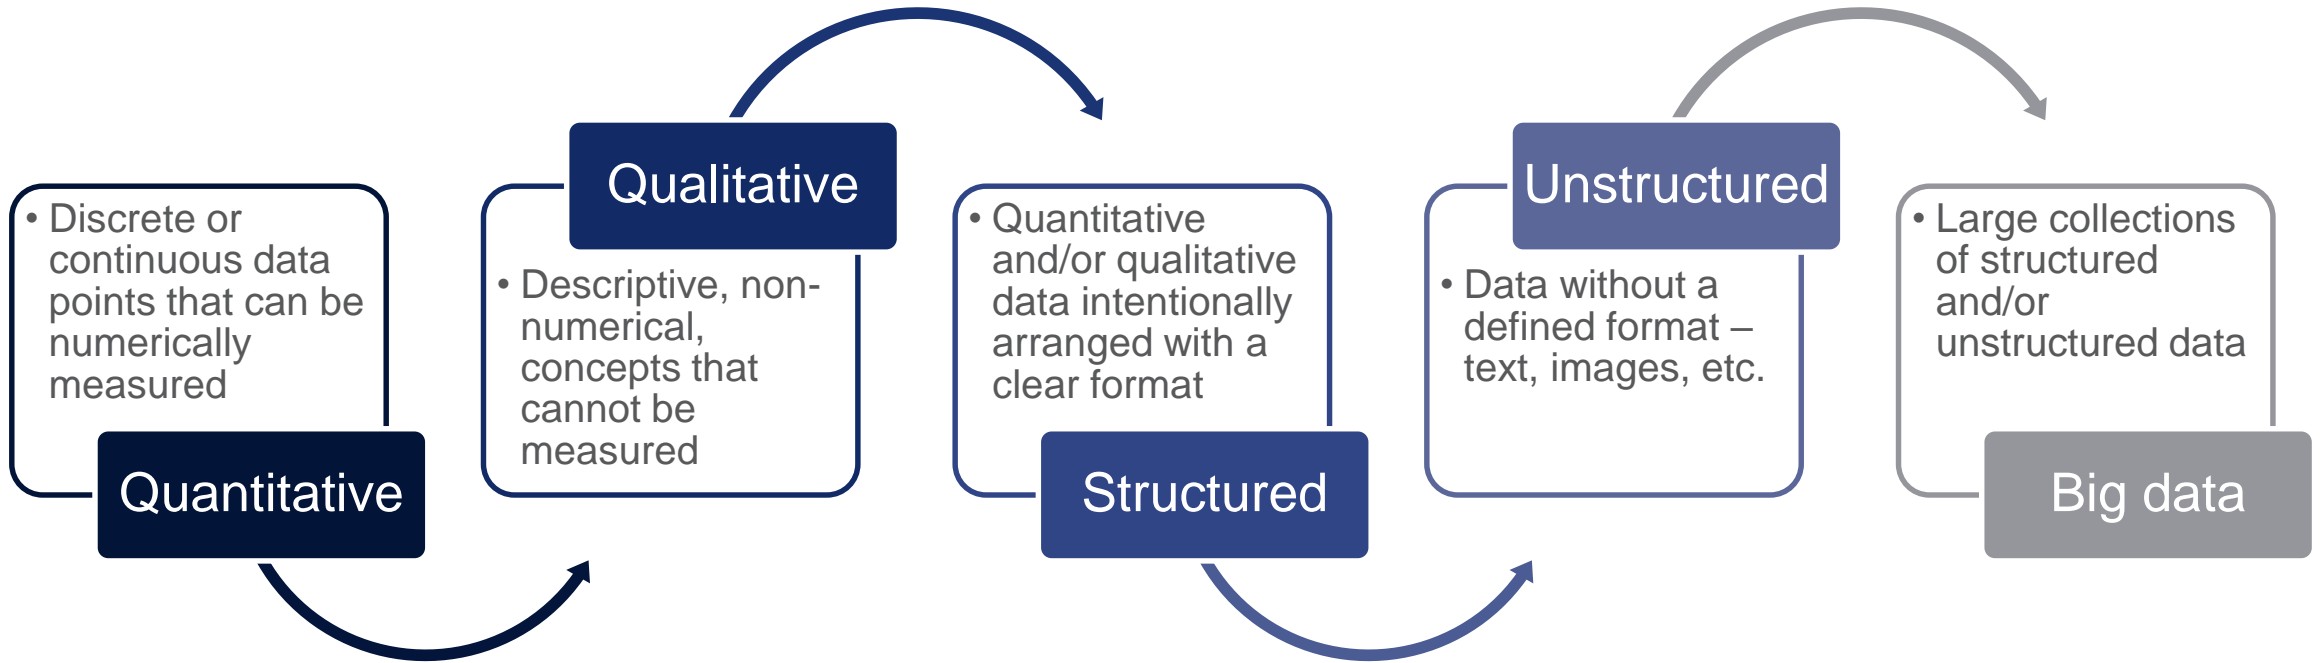 • Discrete or
continuous data
points that can be
numerically
measured
Quantitative
Qualitative
• Descriptive, non-
numerical,
concepts that
cannot be
measured
• Quantitative
and/or qualitative
data intentionally
arranged with a
clear format
Structured
Unstructured
• Data without a
defined format –
text, images, etc.
• Large collections
of structured
and/or
unstructured data
Big data